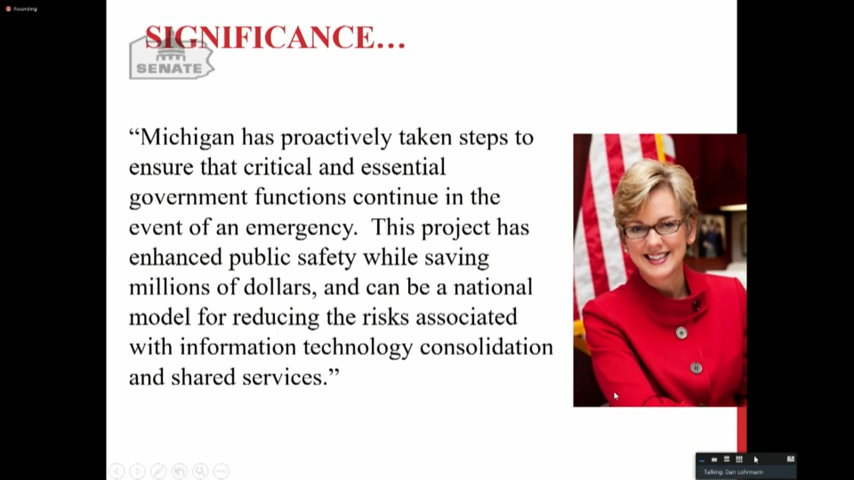 Recording
SIGNIFICANCE…
SENATE
“Michigan has proactively taken steps to
ensure that critical and essential
government functions continue in the
event of an emergency.  This project has
enhanced public safety while saving
millions of dollars, and can be a national
model for reducing the risks associated
with information technology consolidation
and shared services.”
Talking: Dan Lohrmann